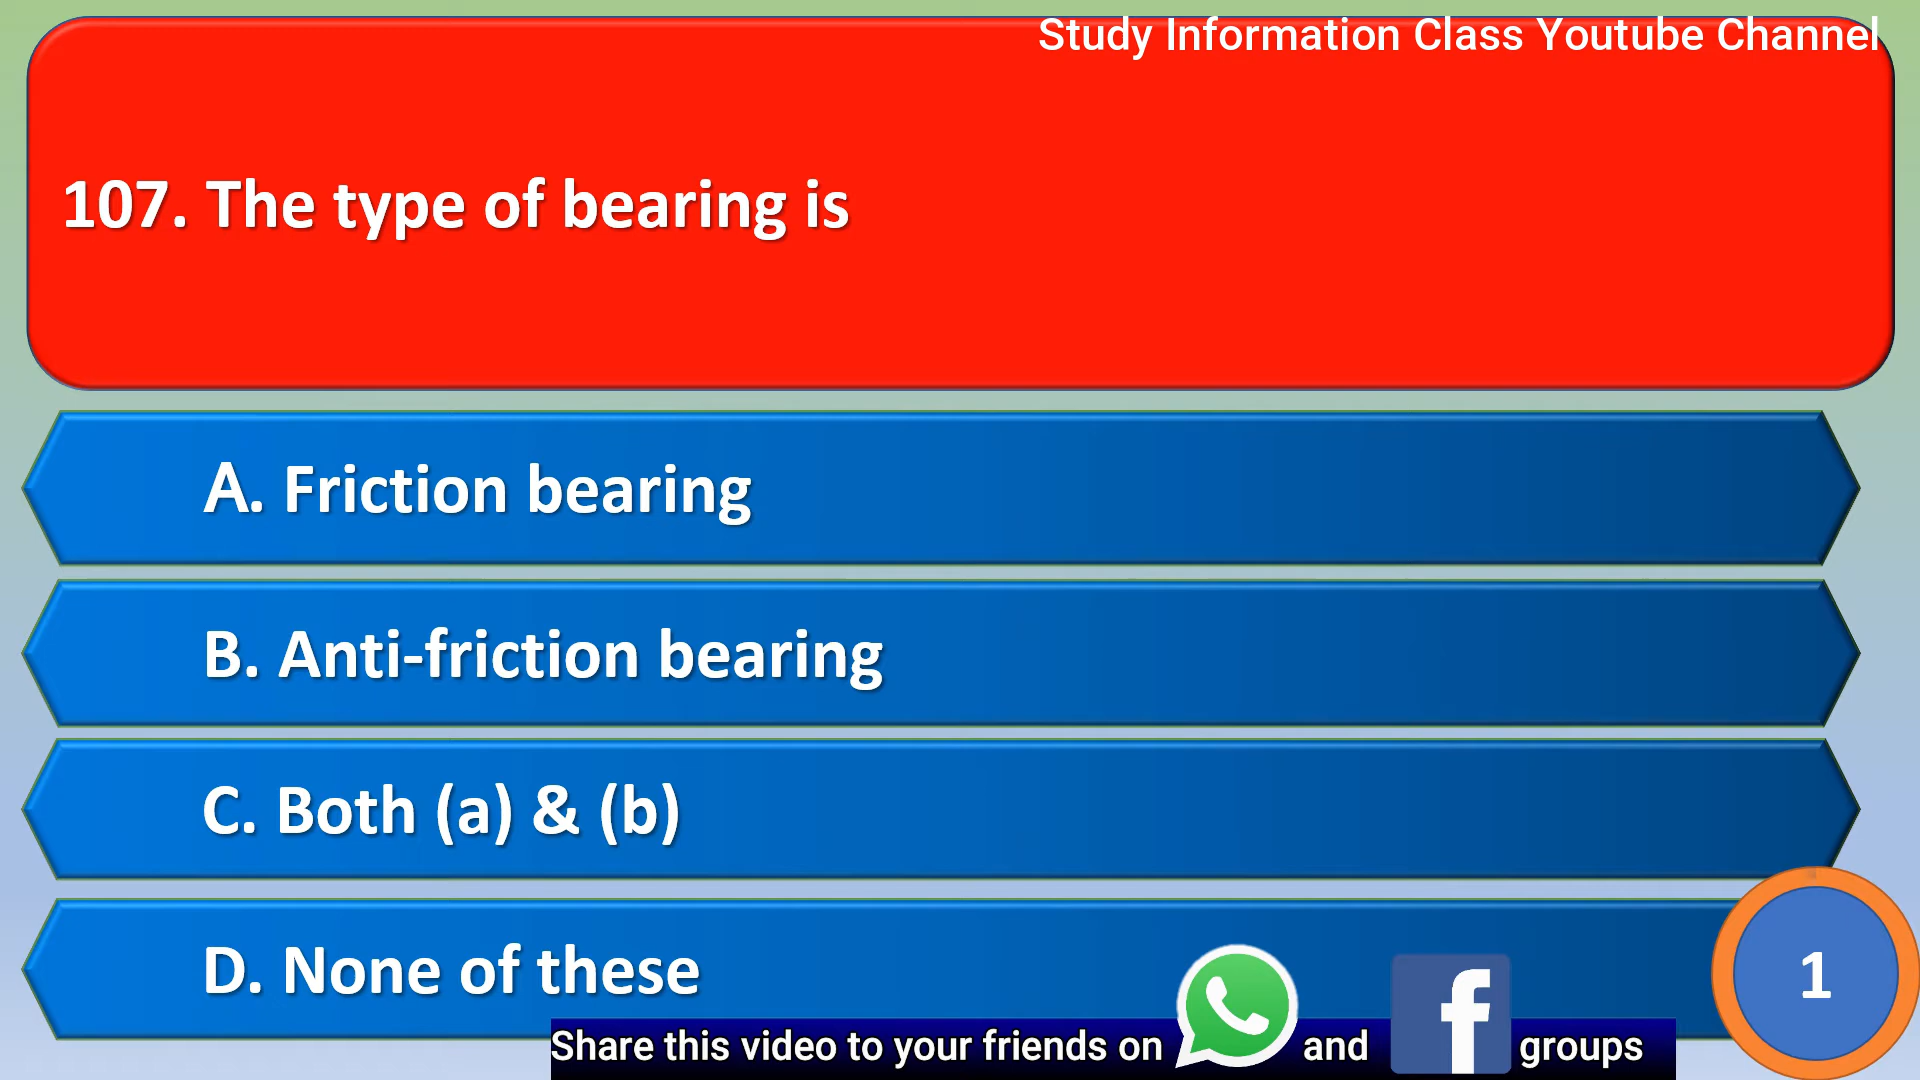 Study Information Class Youtube Channel
107. The type of bearing is
A. Friction bearing
B. Anti-friction bearing
C. Both (a) & (b)
D. None of these
1
Share this video to your friends on and groups